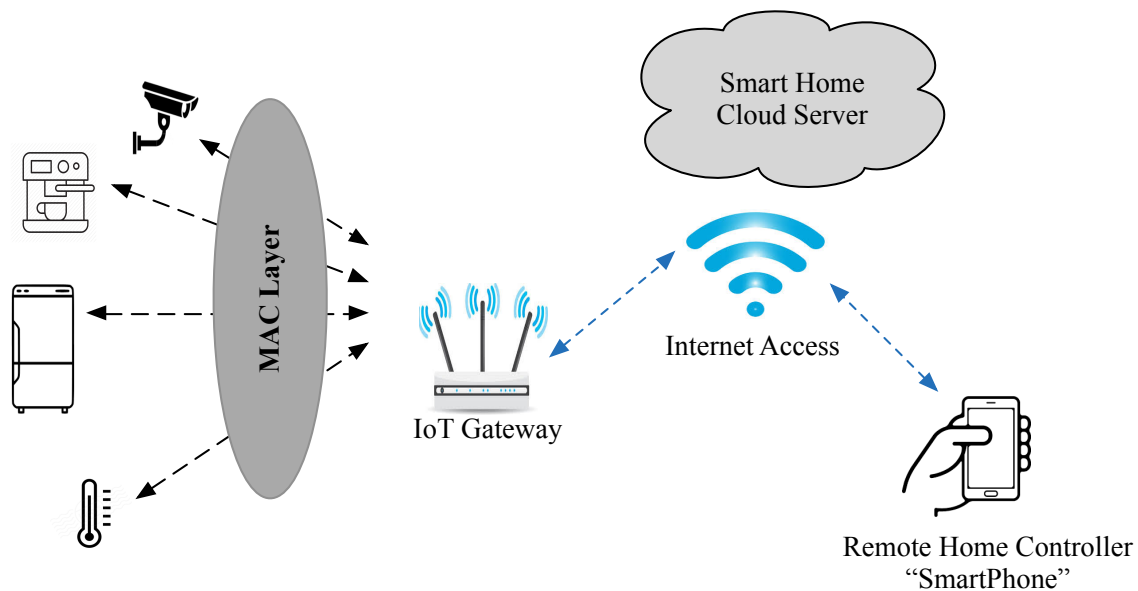 Smart Home
Cloud Server
MAC Layer
Internet Access
IoT Gateway
Remote Home Controller
“SmartPhone”